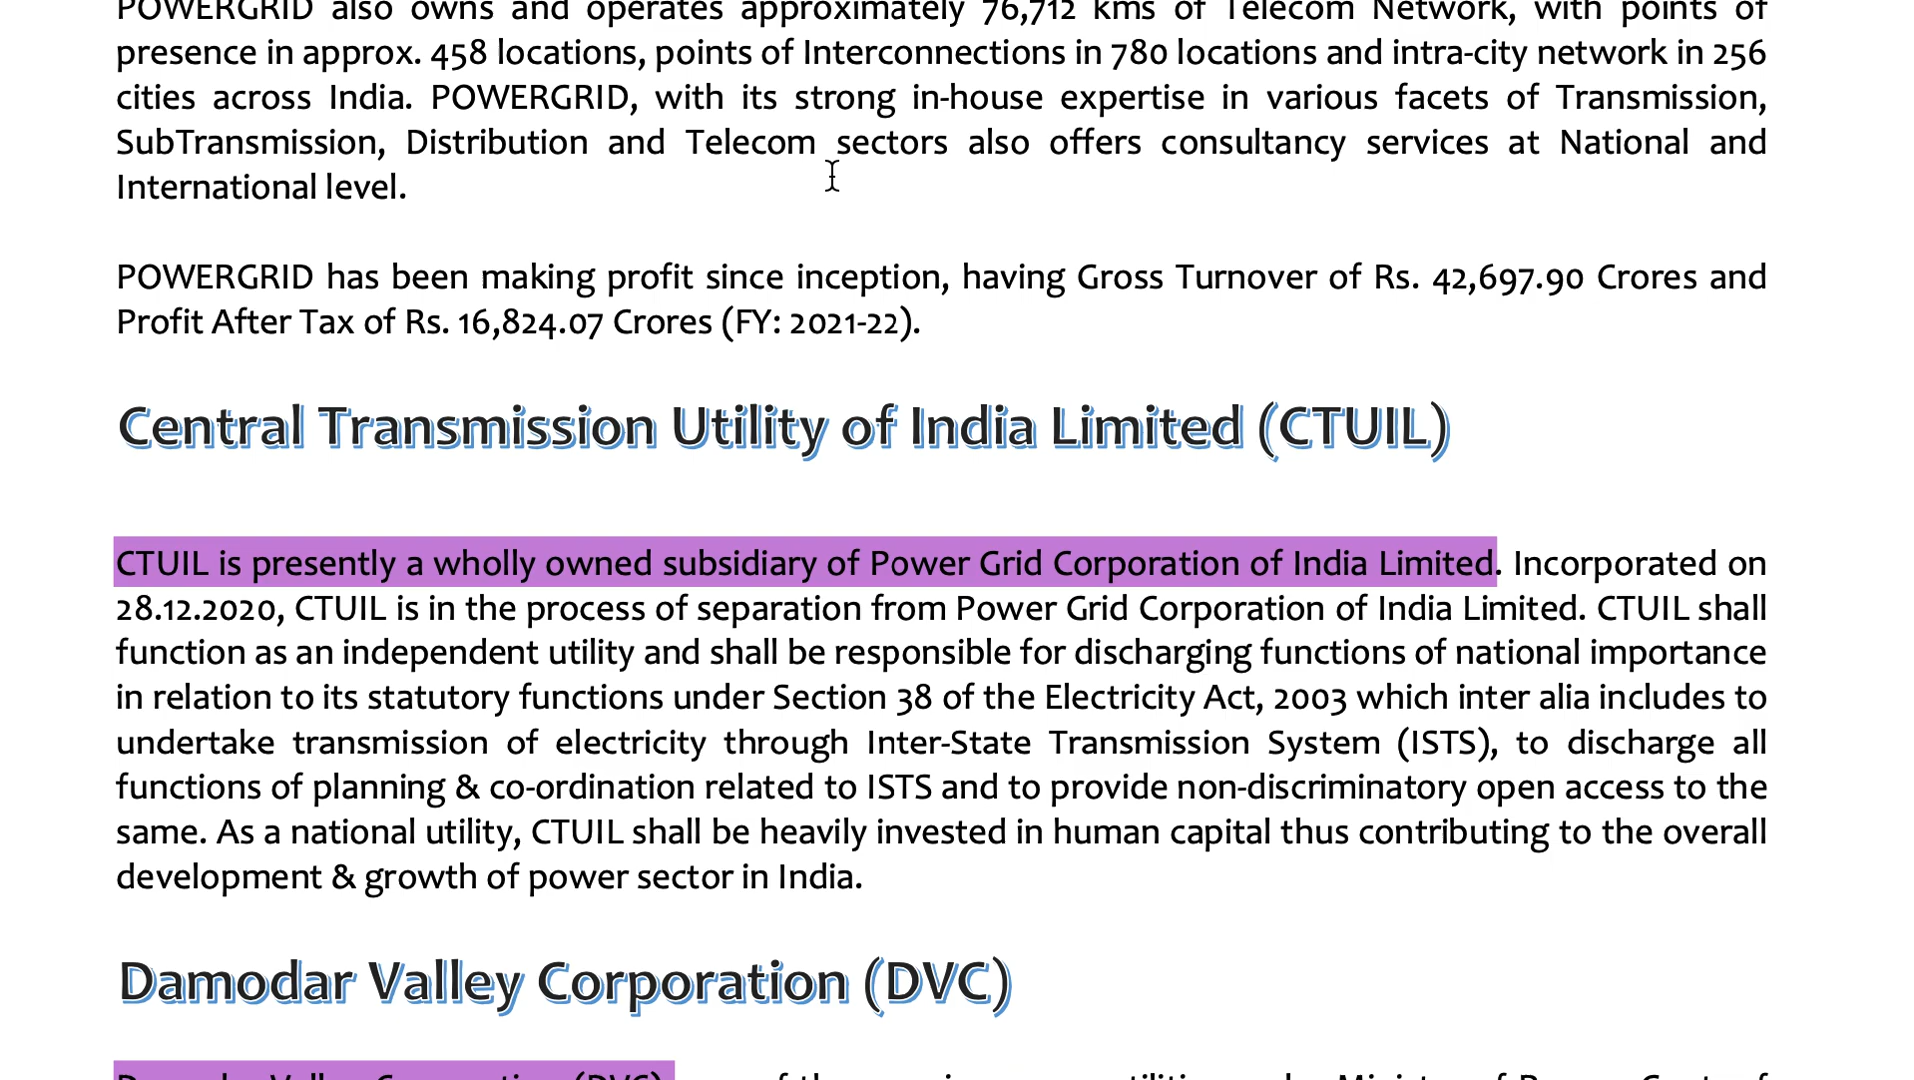 POWERGRID also owns and operates approximately 76,712 kms of Telecom Network, with points of
presence in approx. 458 locations, points of Interconnections in 780 locations and intra-city network in 256
cities across India. POWERGRID, with its strong in-house expertise in various facets of Transmission,
SubTransmission, Distribution and Telecom sectors also offers consultancy services at National and
International level.
POWERGRID has been making profit since inception, having Gross Turnover of Rs. 42,697.90 Crores and
Profit After Tax of Rs. 16,824.07 Crores (FY: 2021-22).
Central Transmission Utility of India Limited (CTUIL)
CTUIL is presently a wholly owned subsidiary of Power Grid Corporation of India Limited. Incorporated on
28.12.2020, CTUIL is in the process of separation from Power Grid Corporation of India Limited. CTUIL shall
function as an independent utility and shall be responsible for discharging functions of national importance
in relation to its statutory functions under Section 38 of the Electricity Act, 2003 which inter alia includes to
undertake transmission of electricity through Inter-State Transmission System (ISTS), to discharge all
functions of planning & co-ordination related to ISTS and to provide non-discriminatory open access to the
same. As a national utility, CTUIL shall be heavily invested in human capital thus contributing to the overall
development & growth of power sector in India.
Damodar Valley Corporation (DVC)
Damodar Valley Corporation (DVC)